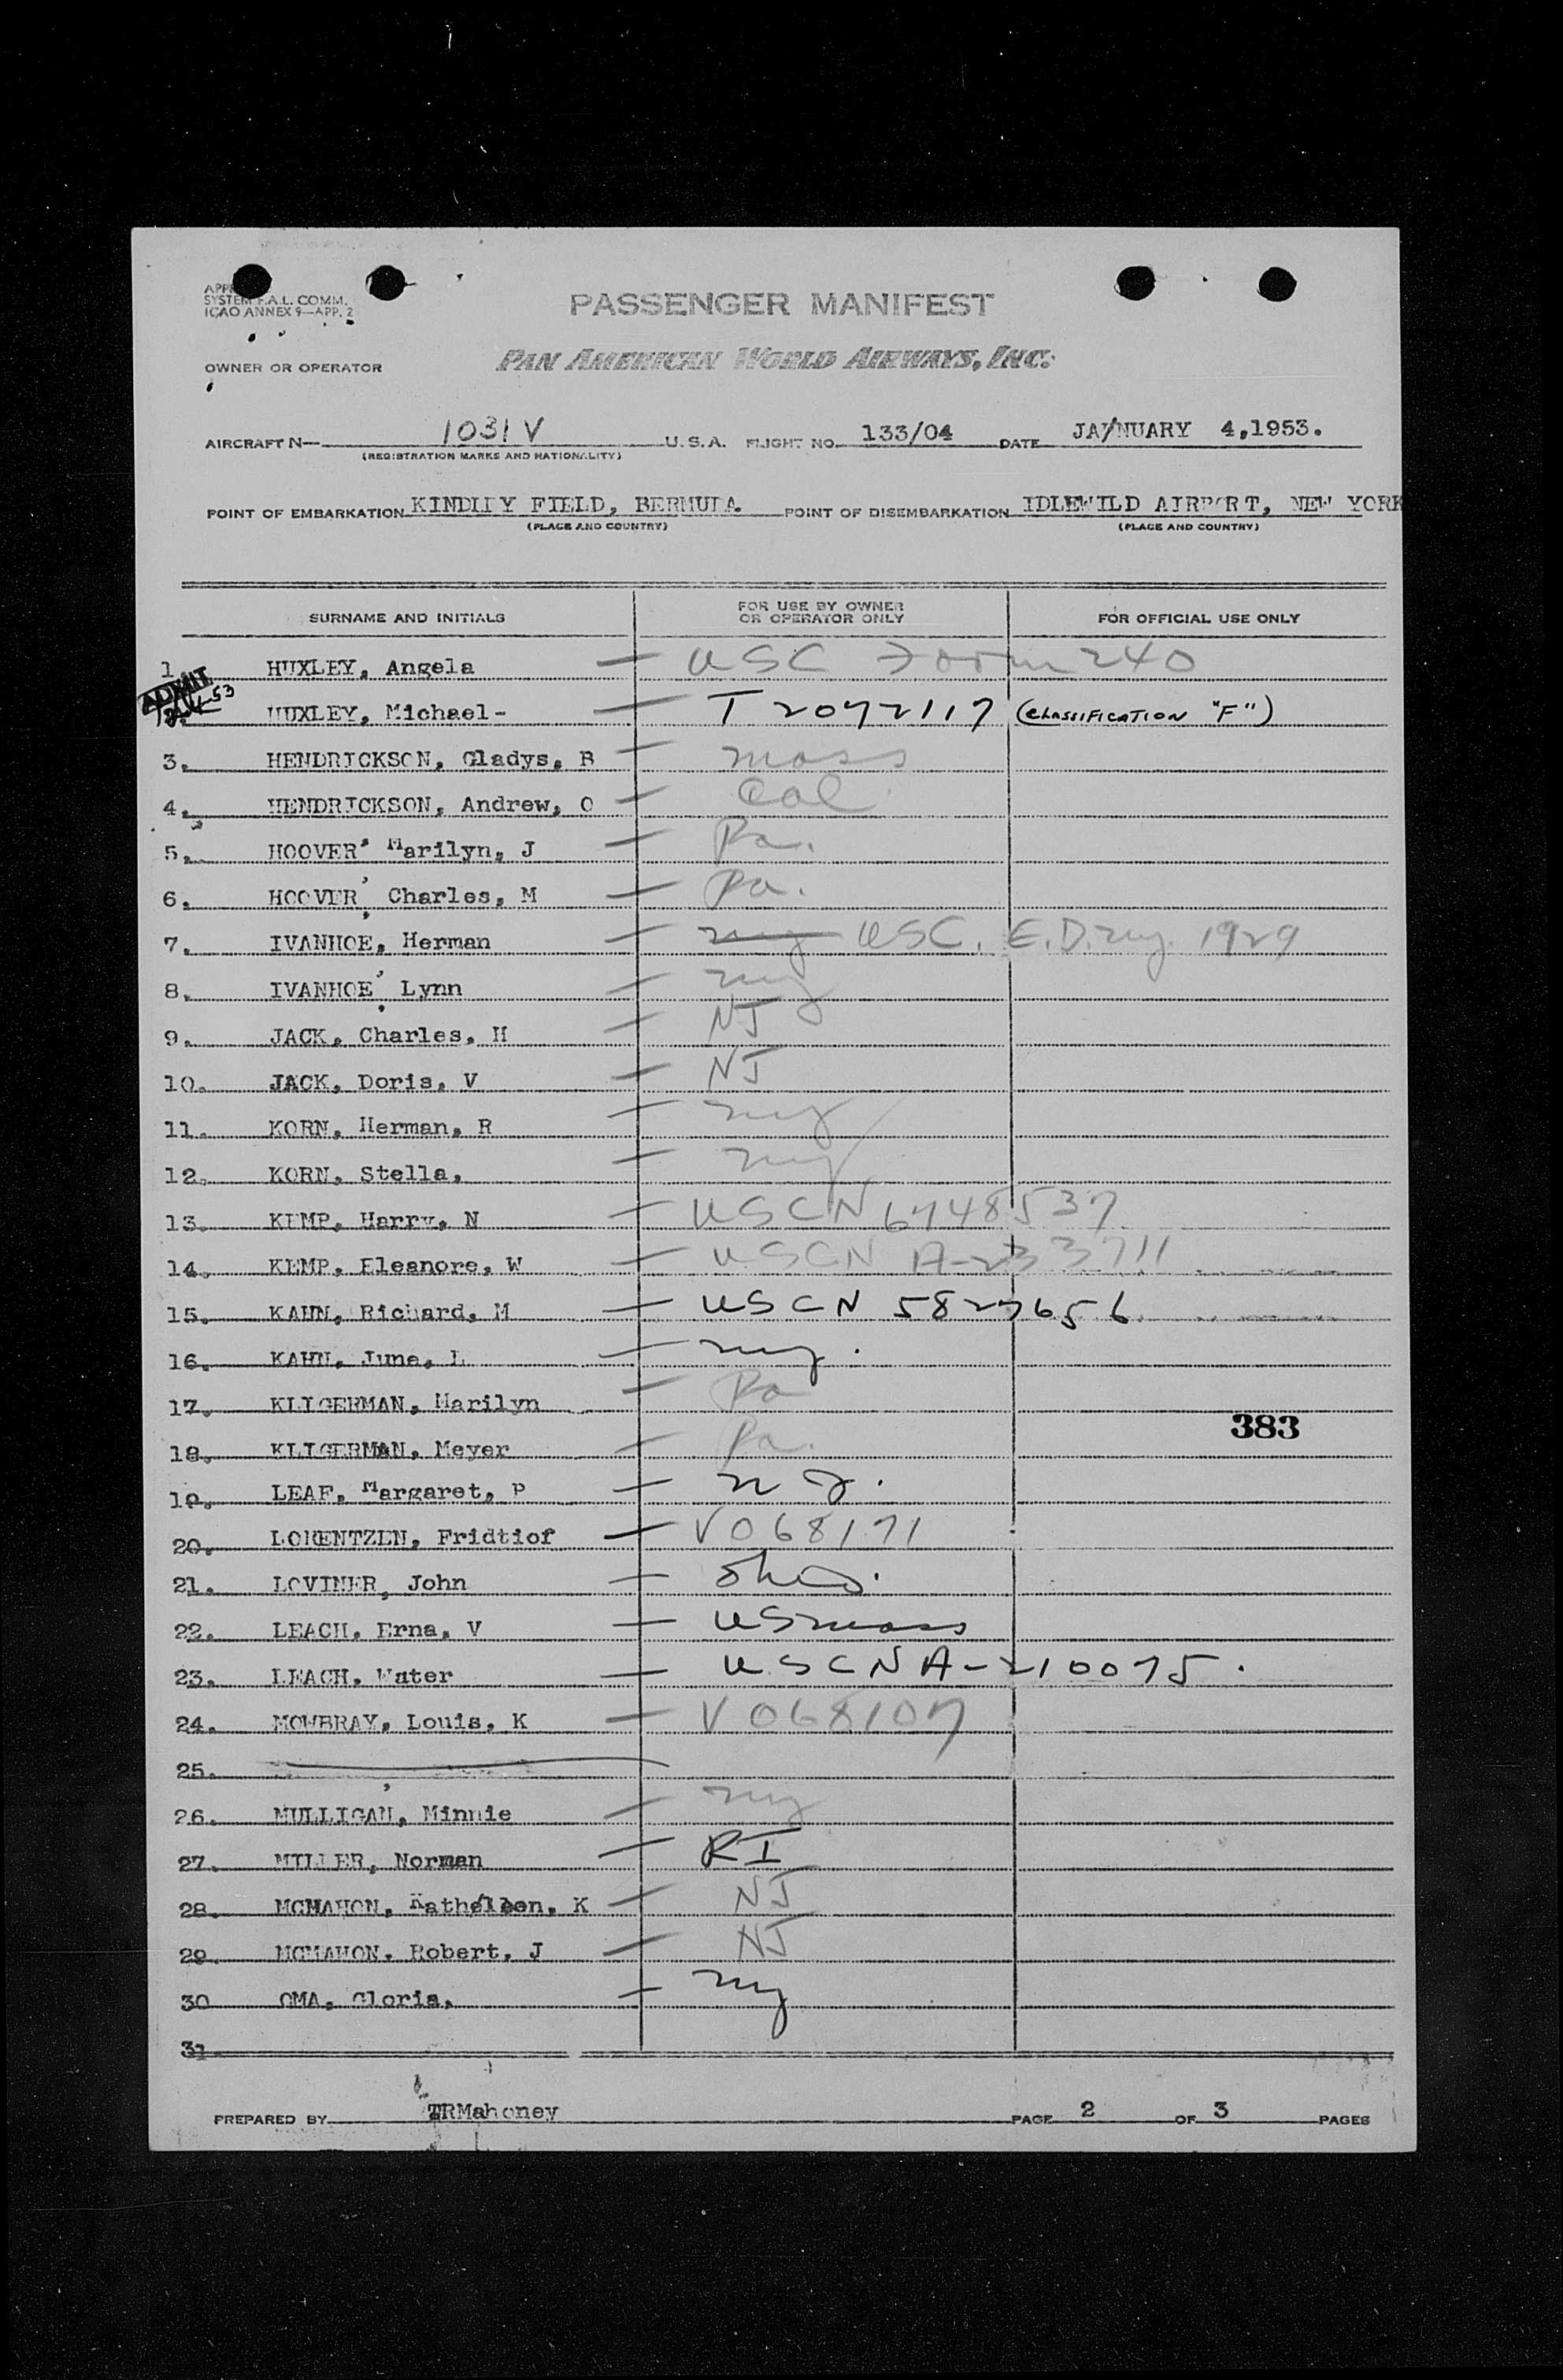 SYSTEM F.A.L. COMM.
ICAO ANNEX 9—APP. 2
PASSENGER MANIFEST
OWNER OR OPERATOR
PAN AMERICAN WORLD AIRWAYS, INC.
AIRCRAFT N— 1031V U.S.A. FLIGHT NO. 133/04 DATE JA/NUARY 4,1953.
(REGISTRATION MARKS AND NATIONALITY)
POINT OF EMBARKATION KINDLEY FIELD, BERMUDA. POINT OF DISEMBARKATION IDLEWILD AIRPORT, NEW YORK
(PLACE AND COUNTRY) (PLACE AND COUNTRY)
SURNAME AND INITIALS FOR USE BY OWNER OR OPERATOR ONLY FOR OFFICIAL USE ONLY
1. HUXLEY, Angela — USC Form 240
ADMIT
2. HUXLEY, Michael- — T2072117 (CLASSIFICATION "F")
3. HENDRICKSON, Gladys, B — Mass
4. HENDRICKSON, Andrew, O — Cal.
5. HOOVER, Marilyn, J — Pa.
6. HOOVER, Charles, M — Pa.
7. IVANHOE, Herman — ny USC. E.D. ny. 1929
8. IVANHOE, Lynn — ny
9. JACK, Charles, H — NJ
10. JACK, Doris, V — NJ
11. KORN, Herman, R — ny
12. KORN, Stella, — ny
13. KEMP, Harry, N — USCN 6748537
14. KEMP, Eleanore, W — USCN A-233711
15. KAHN, Richard, M — USCN 5827656
16. KAHN, June, L — ny.
17. KLIGERMAN, Marilyn — Pa
18. KLIGERMAN, Meyer — Pa.
383
19. LEAF, Margaret, P — n J.
20. LORENTZEN, Fridtiof — V068171
21. LOVINER, John — Ohio.
22. LEACH, Erna, V — US Mass
23. LEACH, Water — USCN A-210075.
24. MOWBRAY, Louis, K — V068107
25.
26. MULLIGAN, Minnie — ny
27. MILLER, Norman — RI
28. MCMAHON, Kathleen, K — NJ
29. MCMAHON, Robert, J — NJ
30 OMA, Gloria, — ny
31
PREPARED BY TRMahoney PAGE 2 OF 3 PAGES